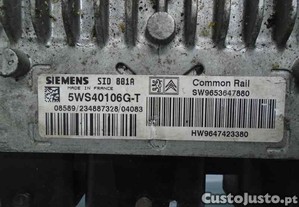 SIEMENS SID 801A
MADE IN FRANCE
5WS40106G-T
08589/234887328/04083
Common Rail
SW9653647880
HW9647423380
CustoJusto.pt